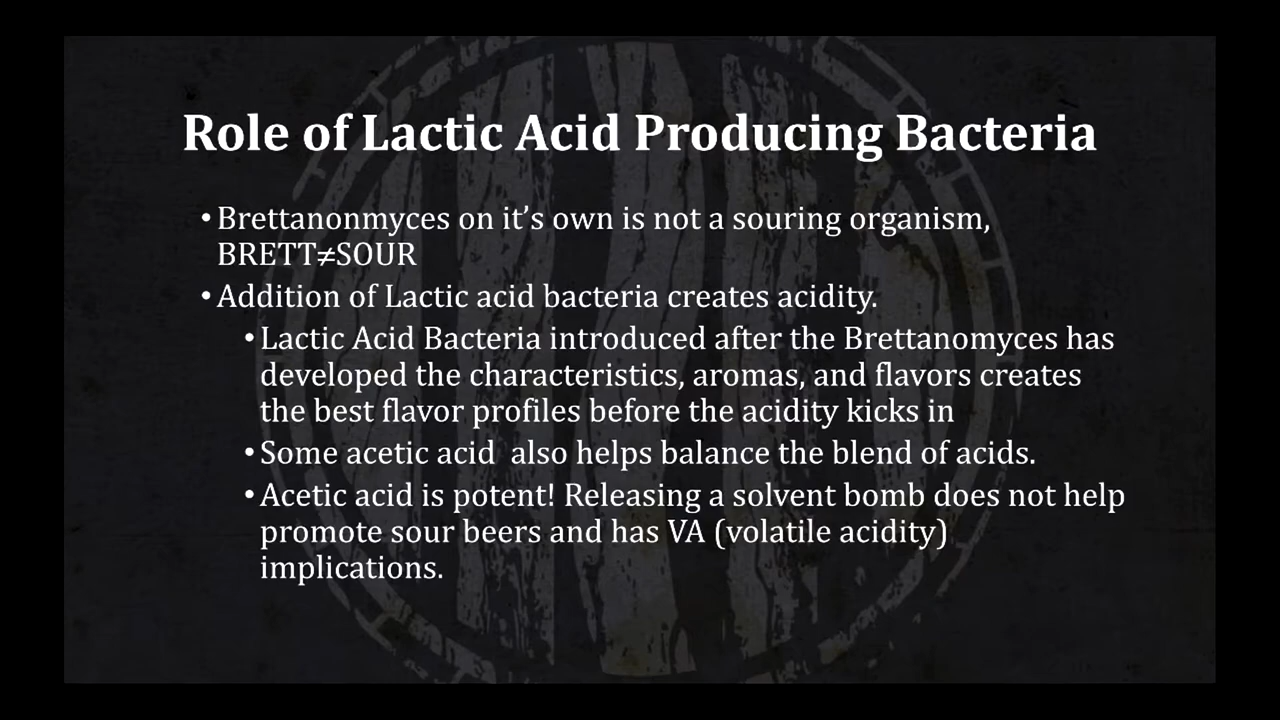 Role of Lactic Acid Producing Bacteria
• Brettanonmyces on it’s own is not a souring organism,
BRETT≠SOUR
• Addition of Lactic acid bacteria creates acidity.
• Lactic Acid Bacteria introduced after the Brettanomyces has
developed the characteristics, aromas, and flavors creates
the best flavor profiles before the acidity kicks in
• Some acetic acid  also helps balance the blend of acids.
• Acetic acid is potent! Releasing a solvent bomb does not help
promote sour beers and has VA (volatile acidity)
implications.